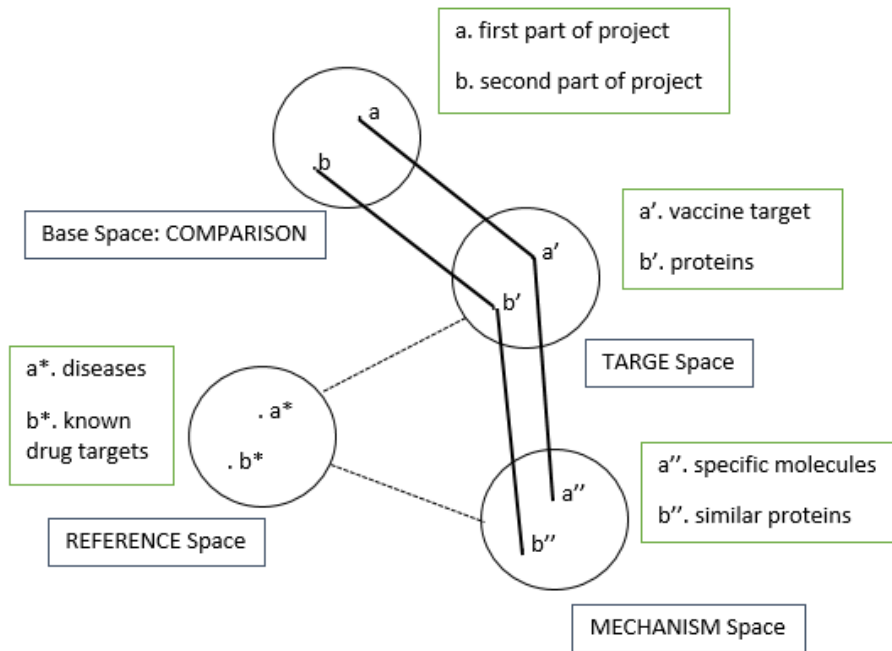 a. first part of project
b. second part of project
a
b
Base Space: COMPARISON
a′. vaccine target
b′. proteins
a′
b′
TARGE Space
a*. diseases
b*. known
drug targets
. a*
. b*
REFERENCE Space
a′′. specific molecules
b′′. similar proteins
a′′
b′′
MECHANISM Space